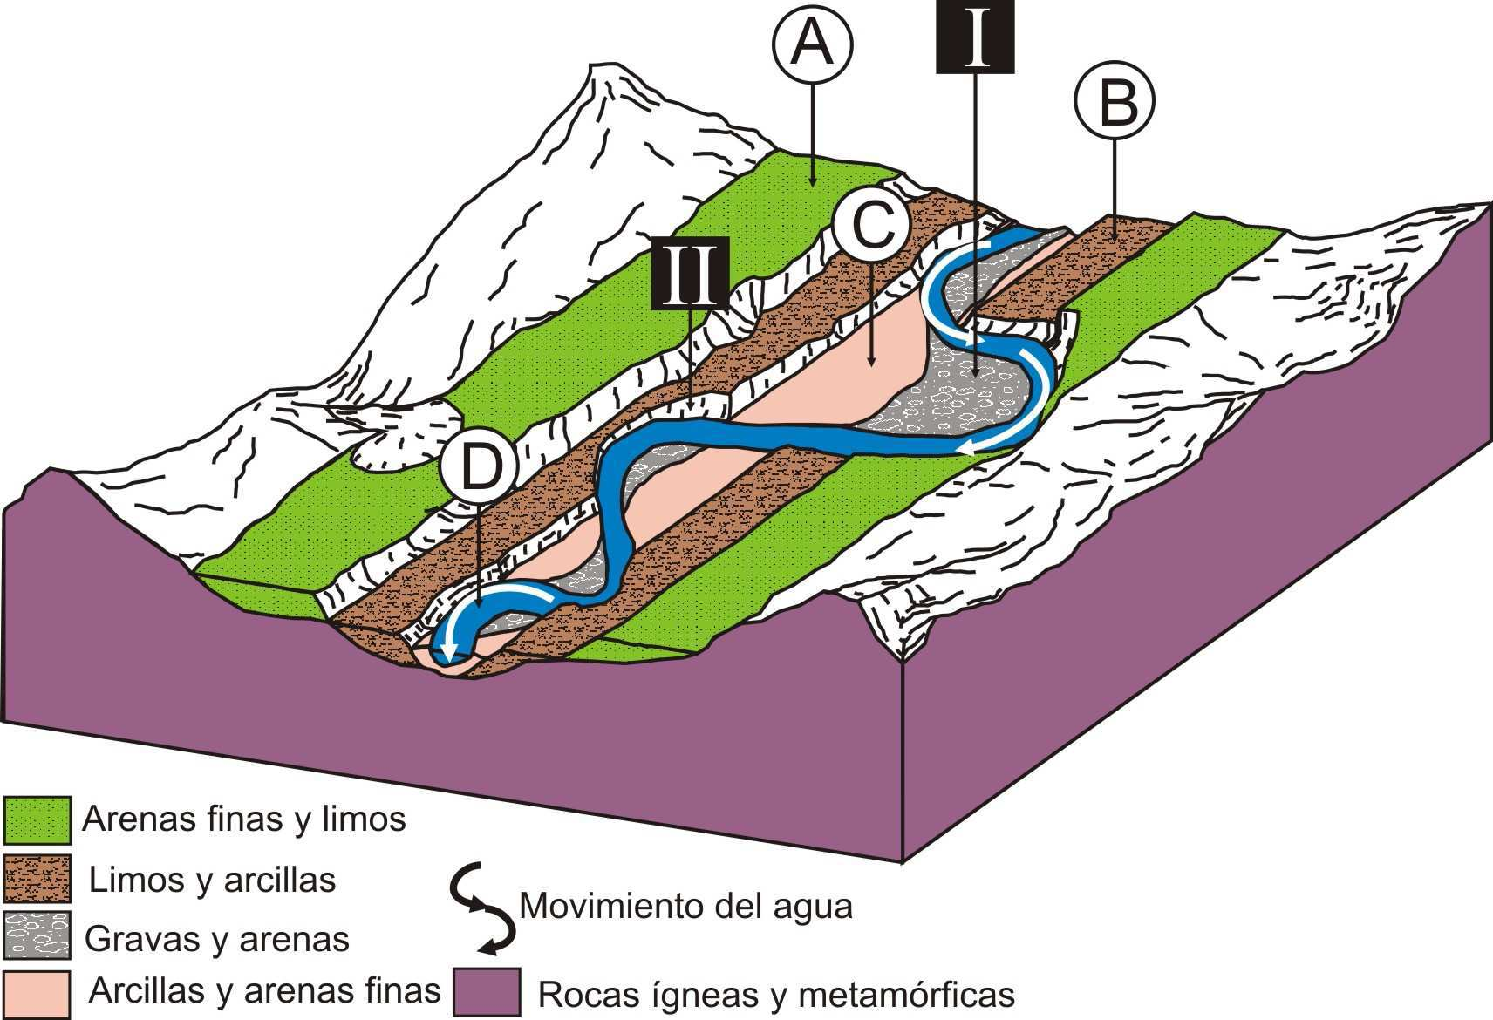 A
I
B
C
II
D
Arenas finas y limos
Limos y arcillas
Gravas y arenas
Arcillas y arenas finas
Movimiento del agua
Rocas ígneas y metamórficas